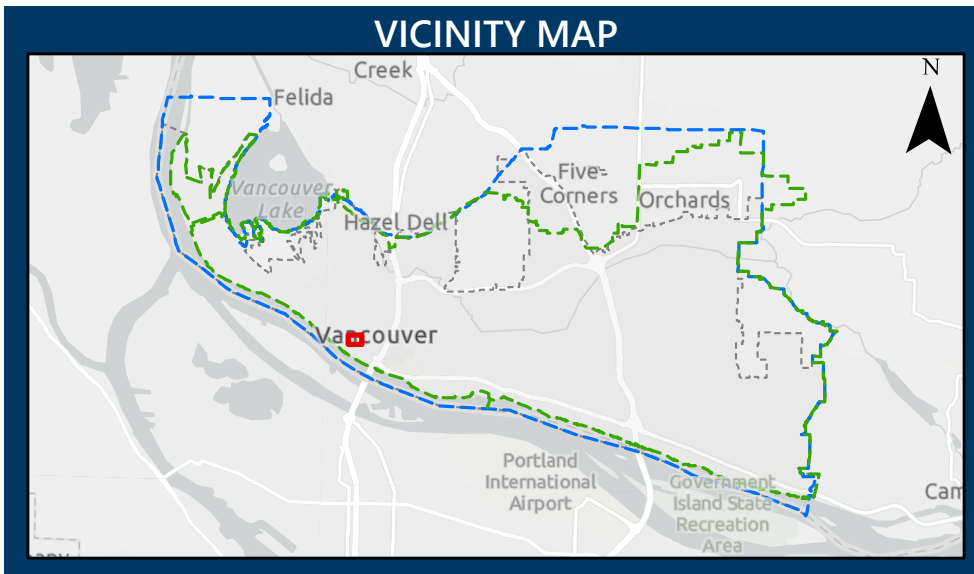 VICINITY MAP
Creek
N
Felida
Vancouver
Lake
Five
Corners
Orchards
Hazel Dell
Vancouver
Portland
International
Airport
Government
Island State
Recreation
Area
Cam